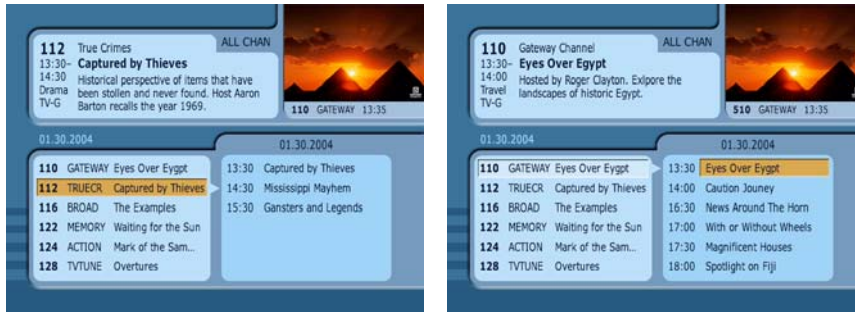 112 True Crimes ALL CHAN
13:30– Captured by Thieves
14:30 Historical perspective of items that have
Drama been stollen and never found. Host Aaron
TV-G Barton recalls the year 1969.
110 GATEWAY 13:35
01.30.2004
01.30.2004
110 GATEWAY Eyes Over Eygpt
112 TRUECR Captured by Thieves
116 BROAD The Examples
122 MEMORY Waiting for the Sun
124 ACTION Mark of the Sam...
128 TVTUNE Overtures
13:30 Captured by Thieves
14:30 Mississippi Mayhem
15:30 Gansters and Legends
110 Gateway Channel ALL CHAN
13:30– Eyes Over Egypt
14:00 Hosted by Roger Clayton. Exlpore the
Travel landscapes of historic Egypt.
TV-G
510 GATEWAY 13:35
01.30.2004
01.30.2004
110 GATEWAY Eyes Over Eygpt
112 TRUECR Captured by Thieves
116 BROAD The Examples
122 MEMORY Waiting for the Sun
124 ACTION Mark of the Sam...
128 TVTUNE Overtures
13:30 Eyes Over Eygpt
14:00 Caution Jouney
16:30 News Around The Horn
17:00 With or Without Wheels
17:30 Magnificent Houses
18:00 Spotlight on Fiji